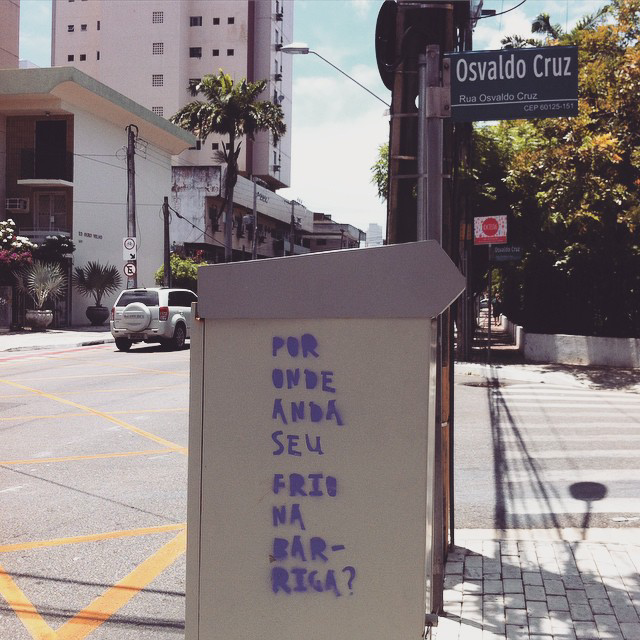 Osvaldo Cruz
Rua Osvaldo Cruz
CEP 60125-151
POR
ONDE
ANDA
SEU
FRIO
NA
BAR-
RIGA?